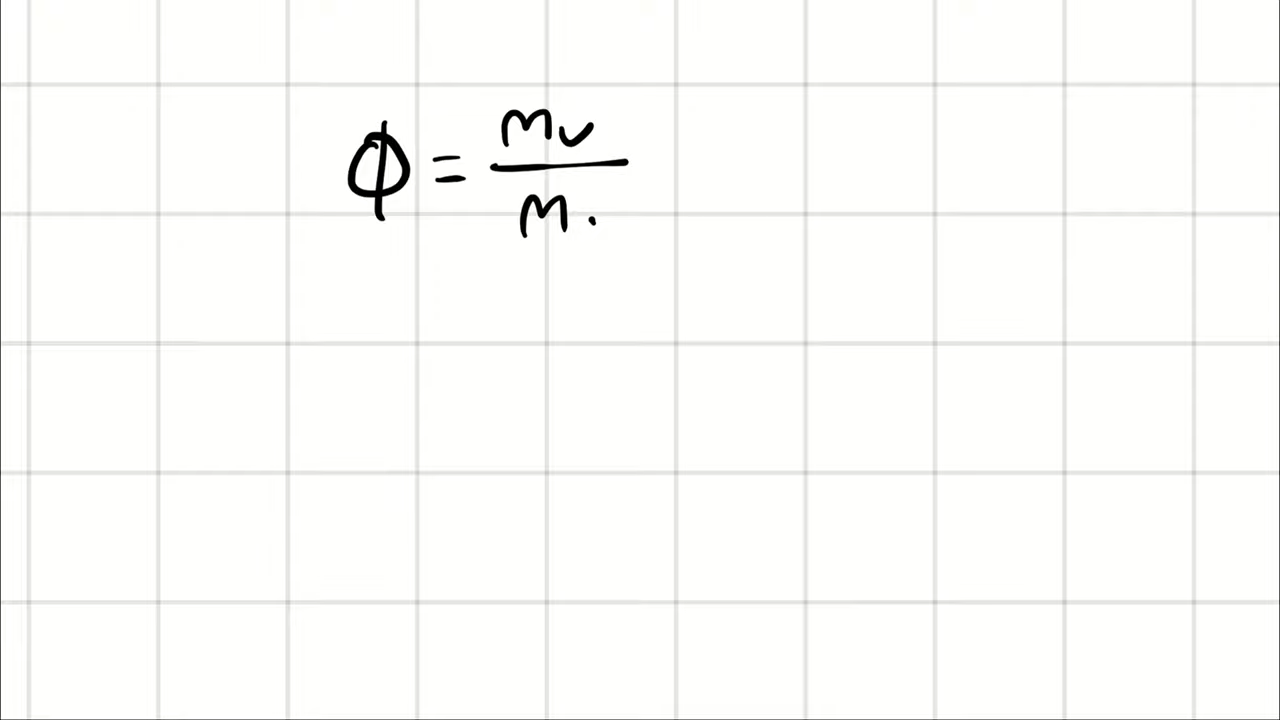 ϕ = mv / m.